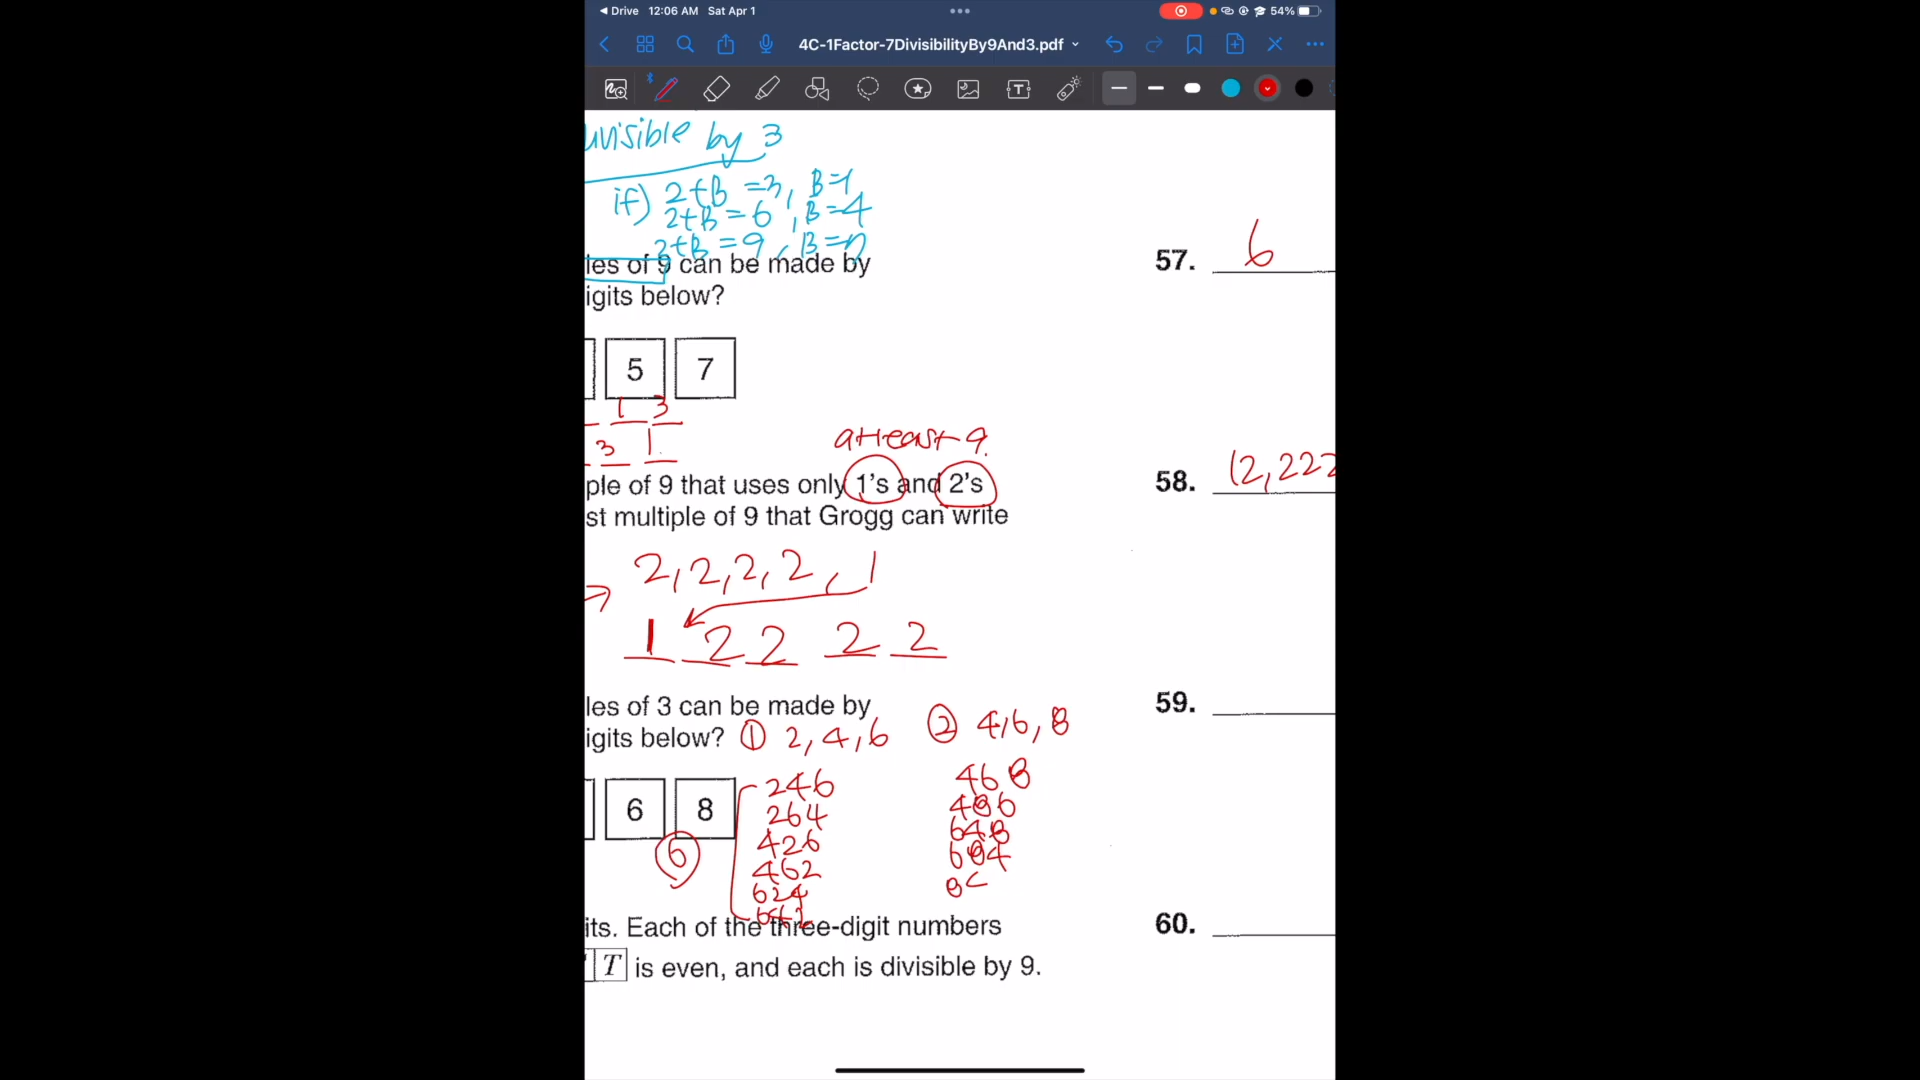 Drive 12:06 AM Sat Apr 1 54%
4C-1Factor-7DivisibilityBy9And3.pdf
T
divisible by 3
if) 2+B =3, B=1
2+B = 6, B=4
2+B = 9, B=7
les of 9 can be made by
igits below?
57. 6
5 7
1 3
3 1
at least 9.
ple of 9 that uses only 1's and 2's
st multiple of 9 that Grogg can write
58. 12,222
2,2,2,2, 1
1 2 2 2 2
les of 3 can be made by
igits below? ① 2,4,6 ② 4,6,8
59.
6 8
6
246
264
426
462
624
642
468
486
648
684
8
its. Each of the three-digit numbers
T is even, and each is divisible by 9.
60.